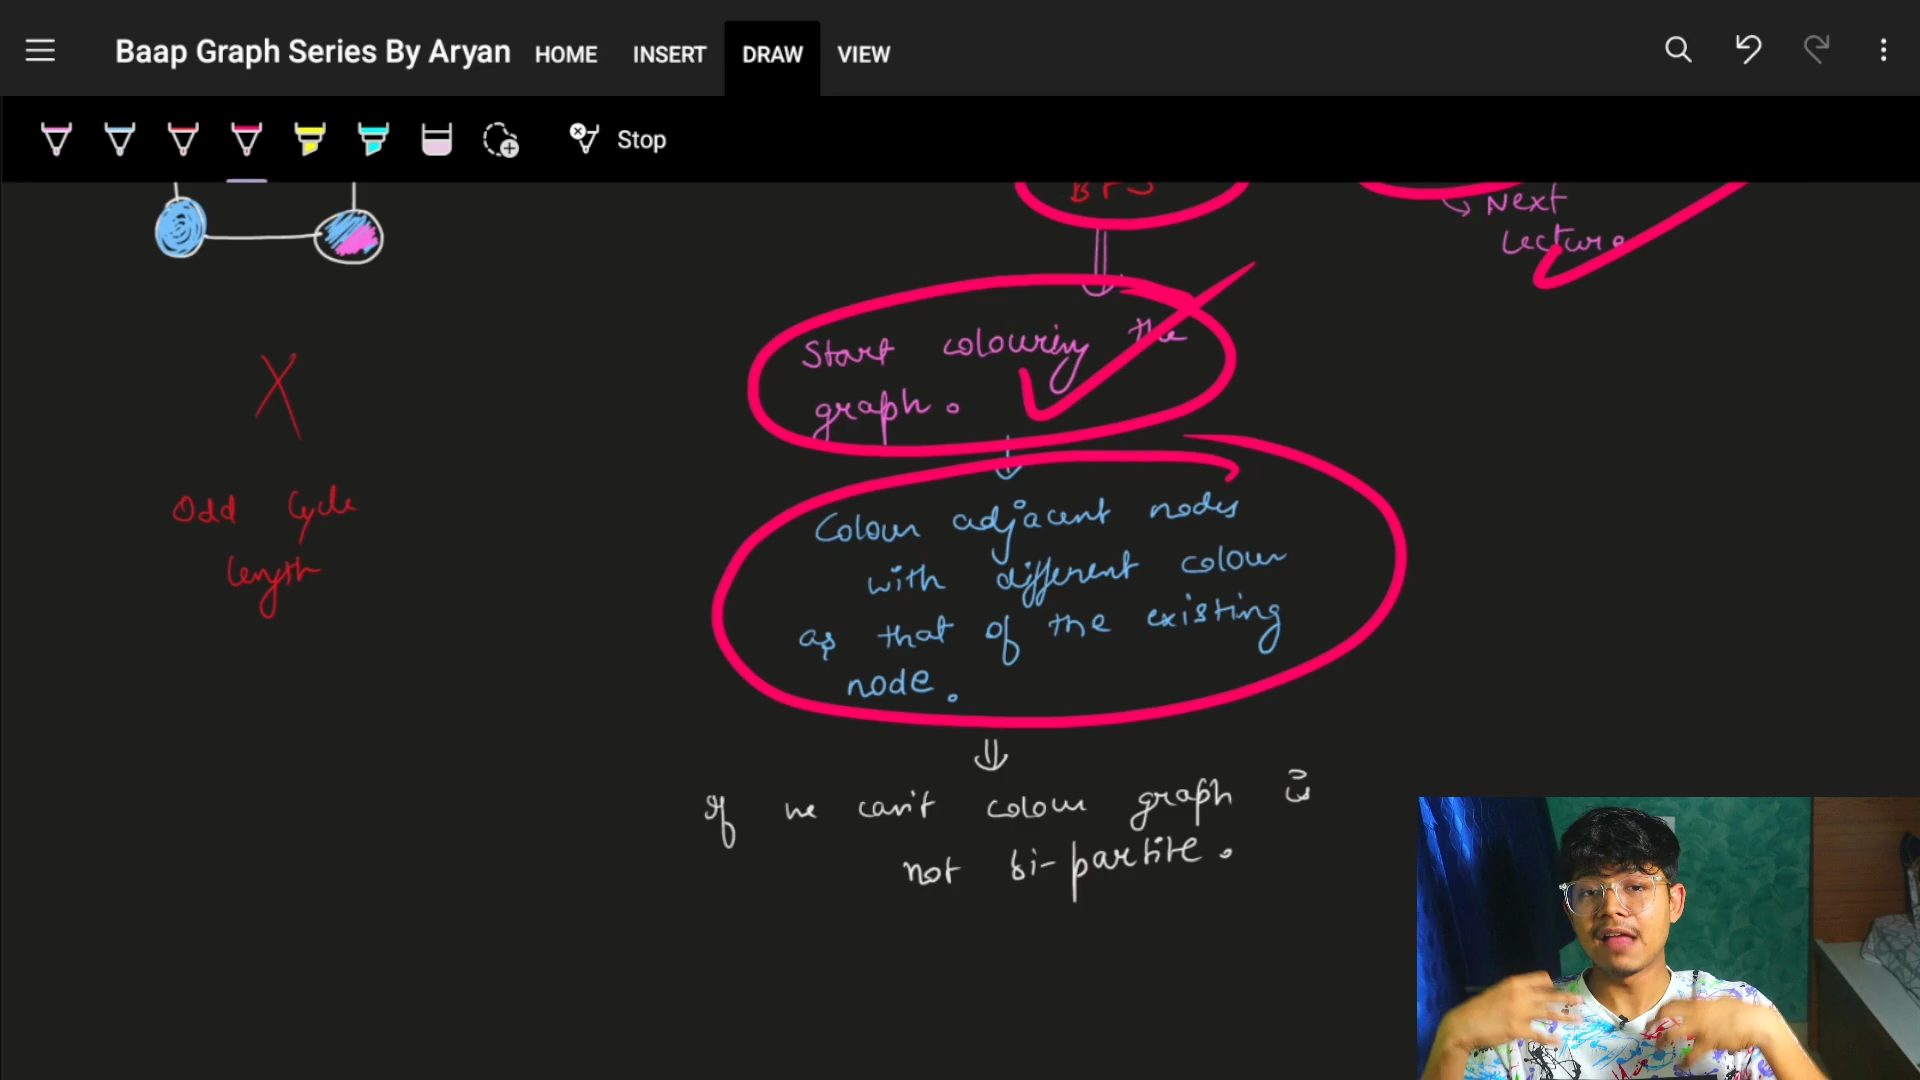 Baap Graph Series By Aryan HOME INSERT DRAW VIEW
Stop
BFS
Next
Lecture
Start colouring the
graph.
Odd Cycle
length
Colour adjacent nodes
with different colour
as that of the existing
node.
If we can't colour graph is
not bi-partite.